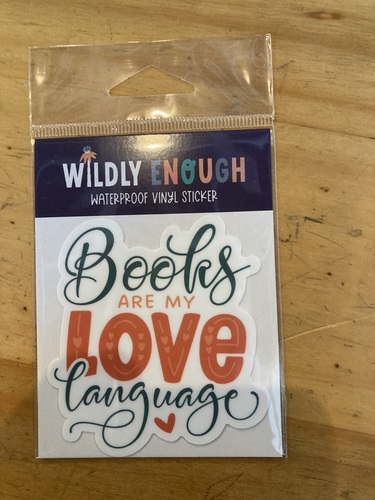 WILDLY ENOUGH
WATERPROOF VINYL STICKER
Books
ARE MY
LOVE
language